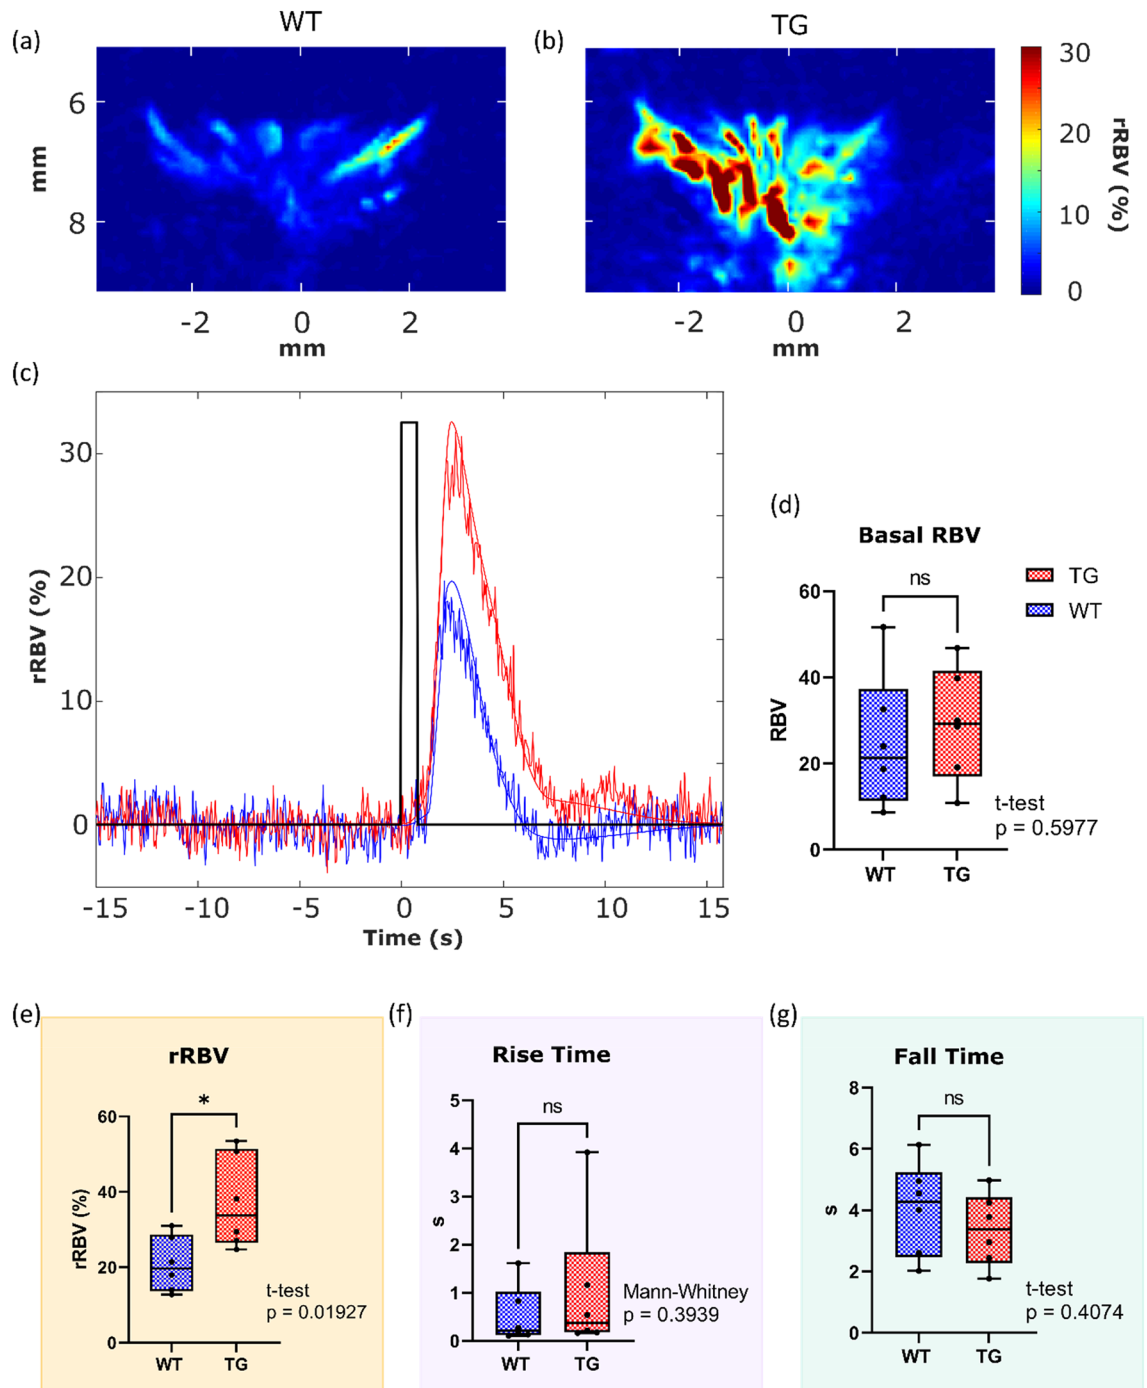 (a)
WT
(b)
TG
6
mm
8
-2
0
2
mm
-2
0
2
mm
30
20
10
0
rRBV (%)
(c)
30
20
10
0
rRBV (%)
-15
-10
-5
0
5
10
15
Time (s)
(d)
Basal RBV
ns
TG
WT
60
40
20
0
RBV
t-test
p = 0.5977
WT
TG
(e)
rRBV
*
60
40
20
0
rRBV (%)
t-test
p = 0.01927
WT
TG
(f)
Rise Time
ns
5
4
3
2
1
0
s
Mann-Whitney
p = 0.3939
WT
TG
(g)
Fall Time
ns
8
6
4
2
0
s
t-test
p = 0.4074
WT
TG